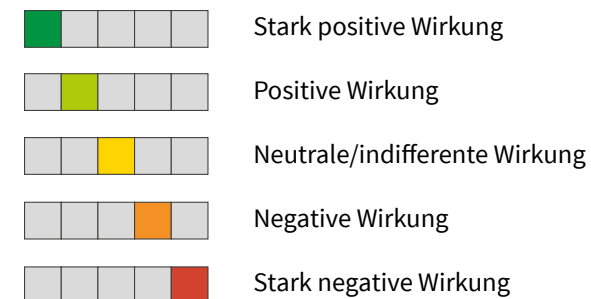 Stark positive Wirkung
Positive Wirkung
Neutrale/indifferente Wirkung
Negative Wirkung
Stark negative Wirkung